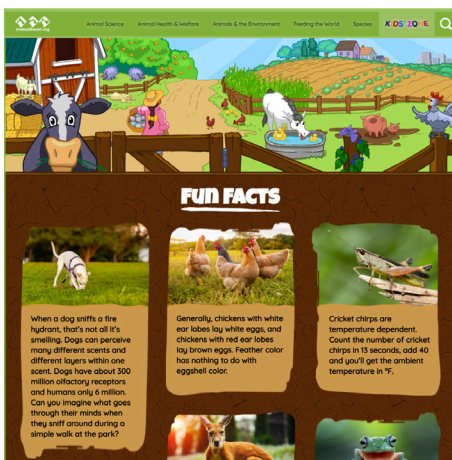 AnimalSmart.org
Animal Science
Animal Health & Welfare
Animals & the Environment
Feeding the World
Species
KIDS' ZONE
FUN FACTS
When a dog sniffs a fire
hydrant, that's not all it's
smelling. Dogs can perceive
many different scents and
different layers within one
scent. Dogs have about 300
million olfactory receptors
and humans only 6 million.
Can you imagine what goes
through their minds when
they sniff around during a
simple walk at the park?
Generally, chickens with white
ear lobes lay white eggs, and
chickens with red ear lobes
lay brown eggs. Feather color
has nothing to do with
eggshell color.
Cricket chirps are
temperature dependent.
Count the number of cricket
chirps in 13 seconds, add 40
and you'll get the ambient
temperature in °F.